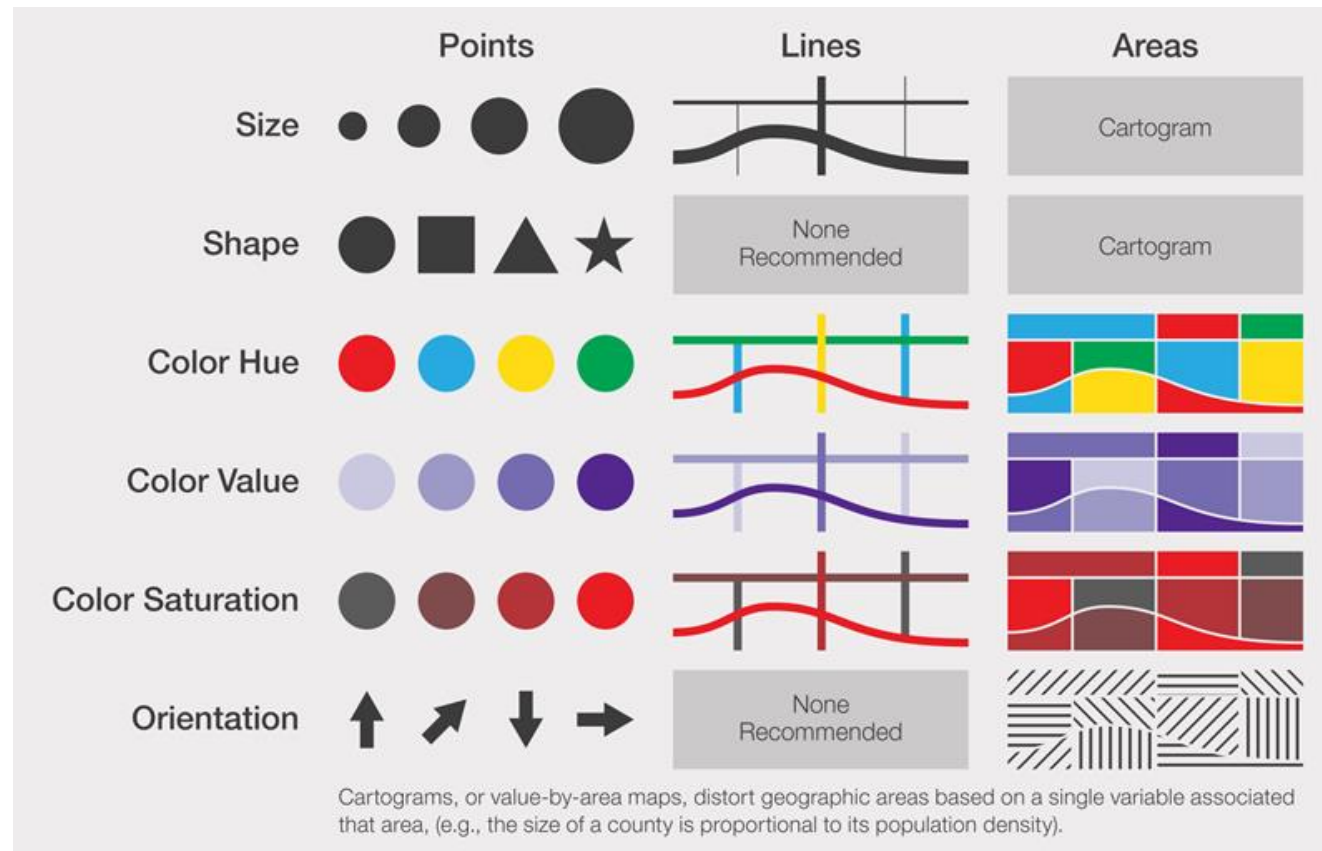 Points Lines Areas
Size
Cartogram
Shape
None
Recommended
Cartogram
Color Hue
Color Value
Color Saturation
Orientation
None
Recommended
Cartograms, or value-by-area maps, distort geographic areas based on a single variable associated
that area, (e.g., the size of a county is proportional to its population density).